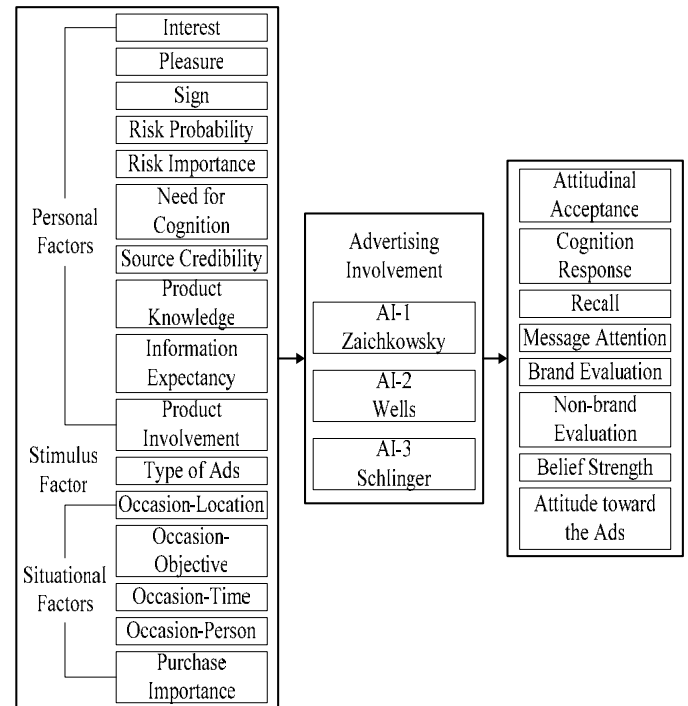 Interest
Pleasure
Sign
Risk Probability
Risk Importance
Need for
Cognition
Personal
Factors
Source Credibility
Product
Knowledge
Information
Expectancy
Product
Involvement
Stimulus
Factor
Type of Ads
Occasion-Location
Occasion-
Objective
Situational
Factors
Occasion-Time
Occasion-Person
Purchase
Importance
Advertising
Involvement
AI-1
Zaichkowsky
AI-2
Wells
AI-3
Schlinger
Attitudinal
Acceptance
Cognition
Response
Recall
Message Attention
Brand Evaluation
Non-brand
Evaluation
Belief Strength
Attitude toward
the Ads